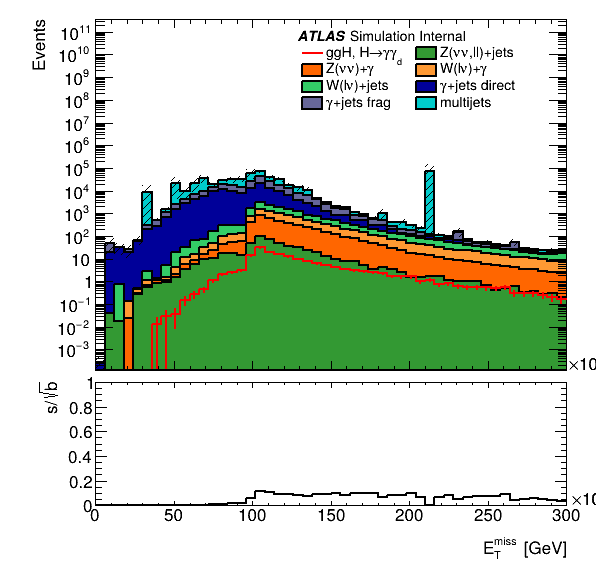 Events
10¹¹
10¹⁰
10⁹
10⁸
10⁷
10⁶
10⁵
10⁴
10³
10²
10
1
10⁻¹
10⁻²
10⁻³
ATLAS Simulation Internal
ggH, H→γγ_d
Z(νν,ll)+jets
Z(νν)+γ
W(lν)+γ
W(lν)+jets
γ+jets direct
γ+jets frag
multijets
×10
s/√b
1
0.8
0.6
0.4
0.2
0
×10
0 50 100 150 200 250 300
E_T^miss [GeV]